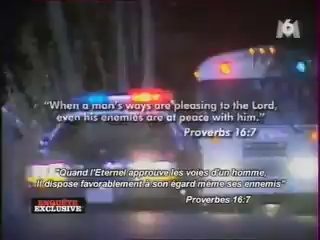 M6
"When a man's ways are pleasing to the Lord,
even his enemies are at peace with him."
Proverbs 16:7
"Quand l'Eternel approuve les voies d'un homme,
il dispose favorablement à son égard même ses ennemis"
Proverbes 16:7
ENQUÊTE
EXCLUSIVE